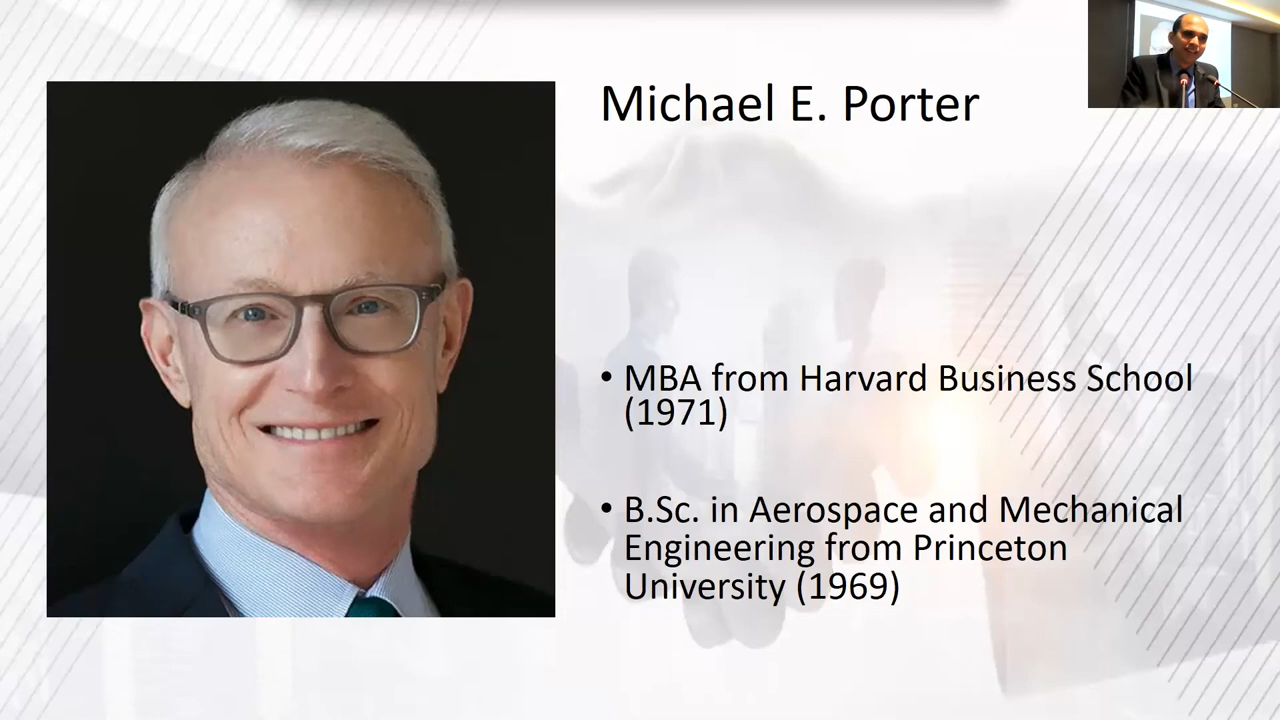 Michael E. Porter
• MBA from Harvard Business School
(1971)
• B.Sc. in Aerospace and Mechanical
Engineering from Princeton
University (1969)